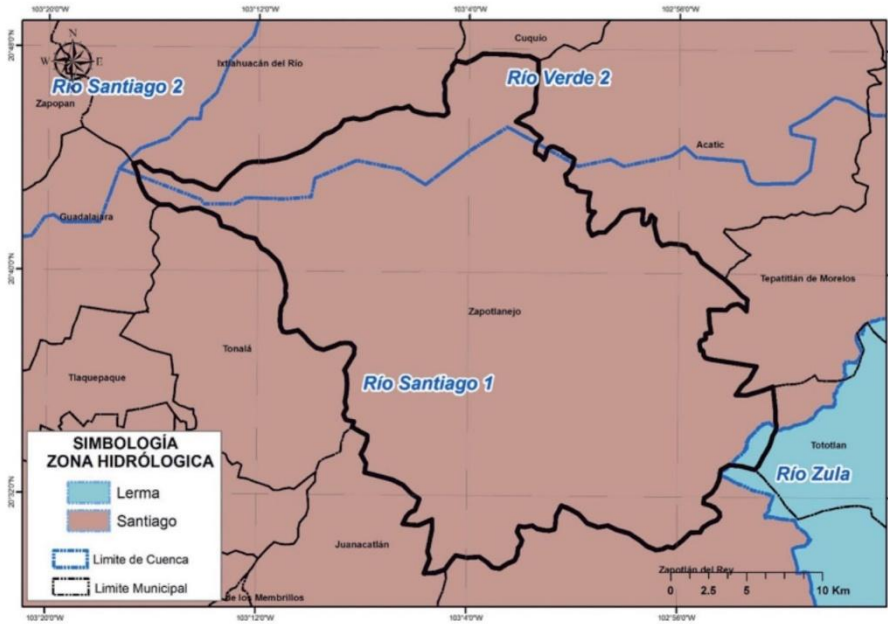 103°20'0"W 103°12'0"W 103°4'0"W 102°56'0"W
N
W E
S
Cuquío
Ixtlahuacán del Río
Río Santiago 2
Río Verde 2
Zapopan
Acatic
Guadalajara
20°40'0"N
Tepatitlán de Morelos
Zapotlanejo
Tonalá
Tlaquepaque
Río Santiago 1
SIMBOLOGÍA
ZONA HIDRÓLOGICA
Lerma
Santiago
Limite de Cuenca
Limite Municipal
Tototlan
Río Zula
20°32'0"N
Juanacatlán
Zapotlán del Rey
0 2.5 5 10 Km
de los Membrillos
103°20'0"W 103°12'0"W 103°4'0"W 102°56'0"W